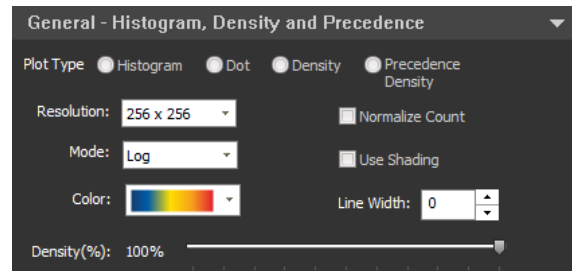 General - Histogram, Density and Precedence
Plot Type Histogram Dot Density Precedence
Density
Resolution: 256 x 256 Normalize Count
Mode: Log Use Shading
Color: Line Width: 0
Density(%): 100%